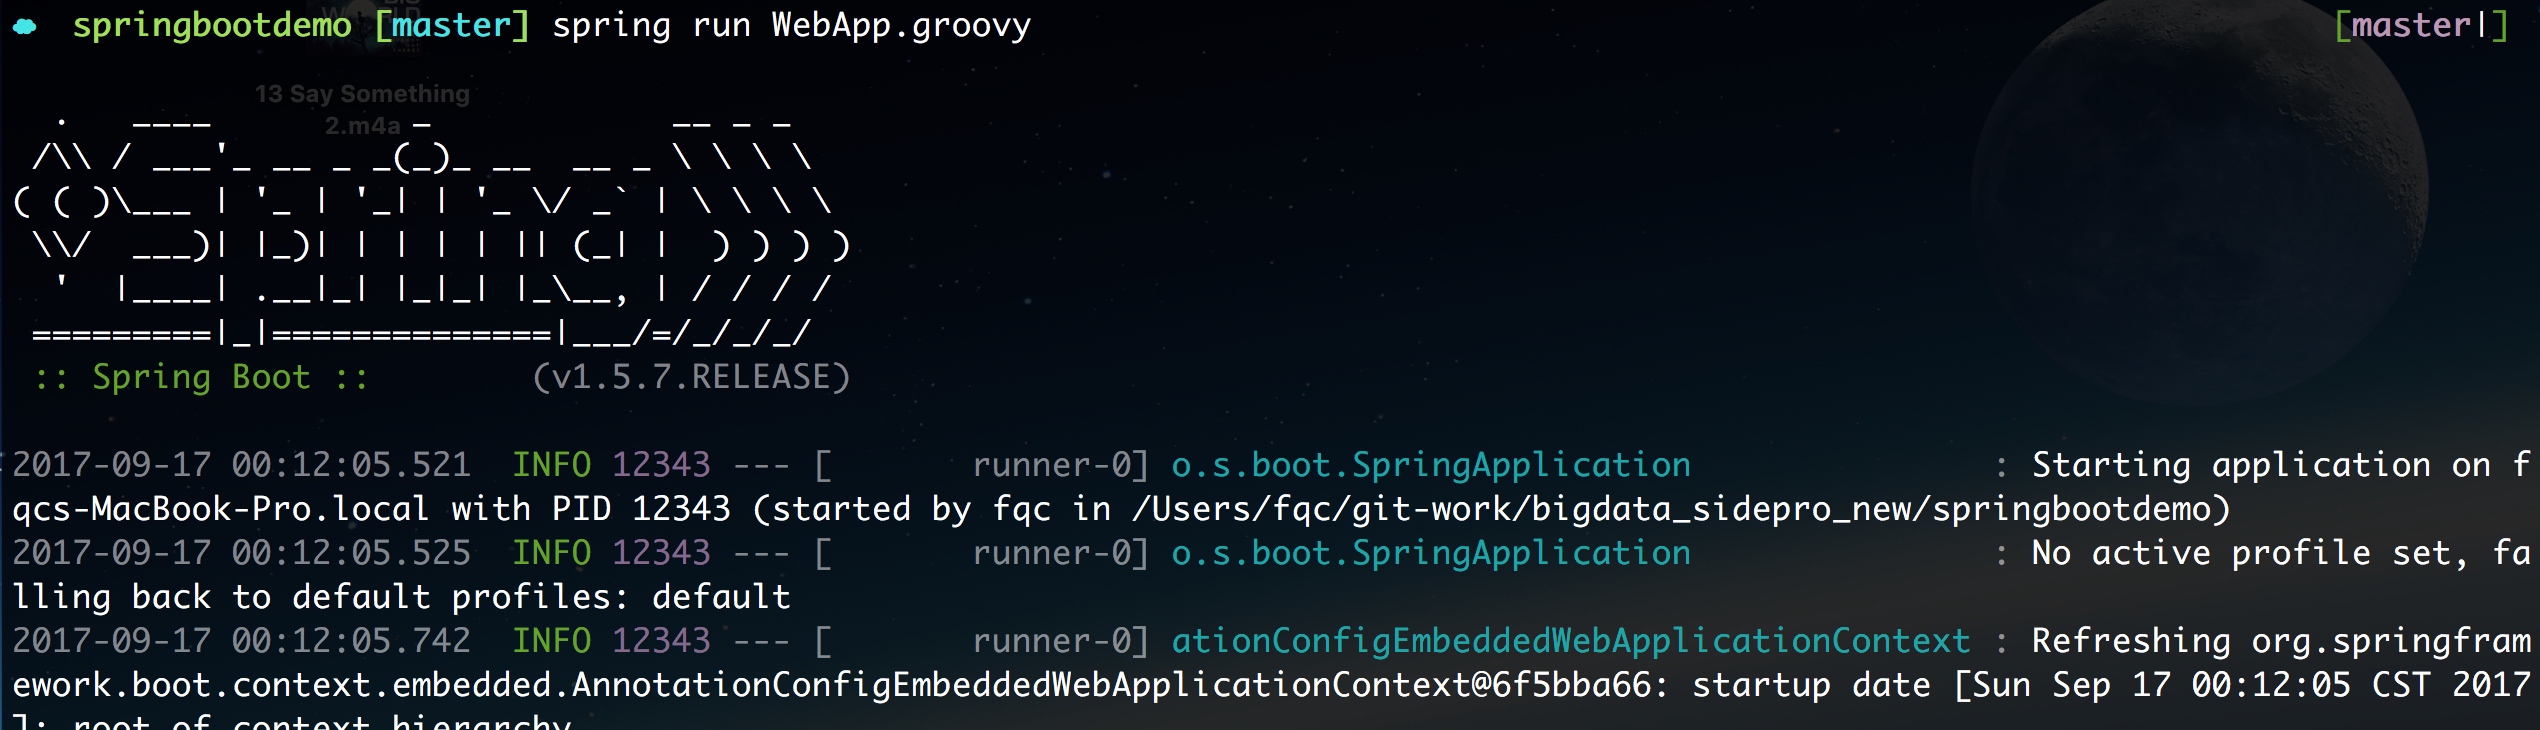 springbootdemo [master] spring run WebApp.groovy [master|]
13 Say Something
2.m4a
  .   ____          _            __ _ _
 /\\ / ___'_ __ _ _(_)_ __  __ _ \ \ \ \
( ( )\___ | '_ | '_| | '_ \/ _` | \ \ \ \
 \\/  ___)| |_)| | | | | || (_| |  ) ) ) )
  '  |____| .__|_| |_|_| |_\__, | / / / /
 =========|_|==============|___/=/_/_/_/
 :: Spring Boot ::        (v1.5.7.RELEASE)
2017-09-17 00:12:05.521  INFO 12343 --- [       runner-0] o.s.boot.SpringApplication               : Starting application on f
qcs-MacBook-Pro.local with PID 12343 (started by fqc in /Users/fqc/git-work/bigdata_sidepro_new/springbootdemo)
2017-09-17 00:12:05.525  INFO 12343 --- [       runner-0] o.s.boot.SpringApplication               : No active profile set, fa
lling back to default profiles: default
2017-09-17 00:12:05.742  INFO 12343 --- [       runner-0] ationConfigEmbeddedWebApplicationContext : Refreshing org.springfram
ework.boot.context.embedded.AnnotationConfigEmbeddedWebApplicationContext@6f5bba66: startup date [Sun Sep 17 00:12:05 CST 2017
]: root of context hierarchy